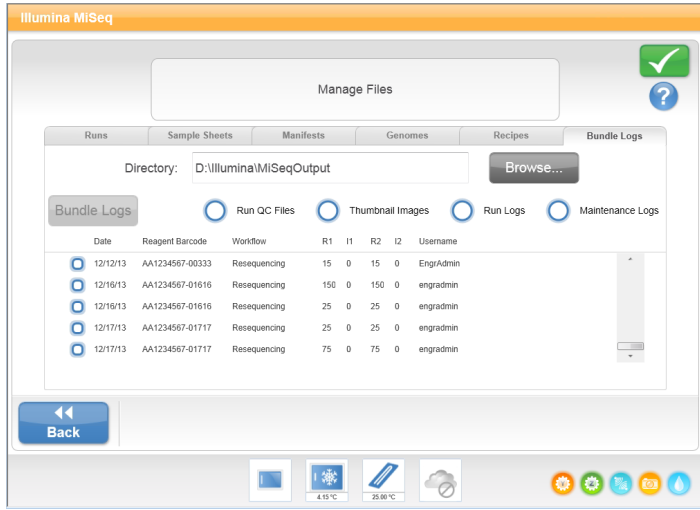 Illumina MiSeq
Manage Files
?
Runs Sample Sheets Manifests Genomes Recipes Bundle Logs
Directory: D:\Illumina\MiSeqOutput Browse...
Bundle Logs Run QC Files Thumbnail Images Run Logs Maintenance Logs
Date Reagent Barcode Workflow R1 I1 R2 I2 Username
12/12/13 AA1234567-00333 Resequencing 15 0 15 0 EngrAdmin
12/16/13 AA1234567-01616 Resequencing 150 0 150 0 engradmin
12/16/13 AA1234567-01616 Resequencing 25 0 25 0 engradmin
12/17/13 AA1234567-01717 Resequencing 25 0 25 0 engradmin
12/17/13 AA1234567-01717 Resequencing 75 0 75 0 engradmin
Back
4.15 °C 25.00 °C